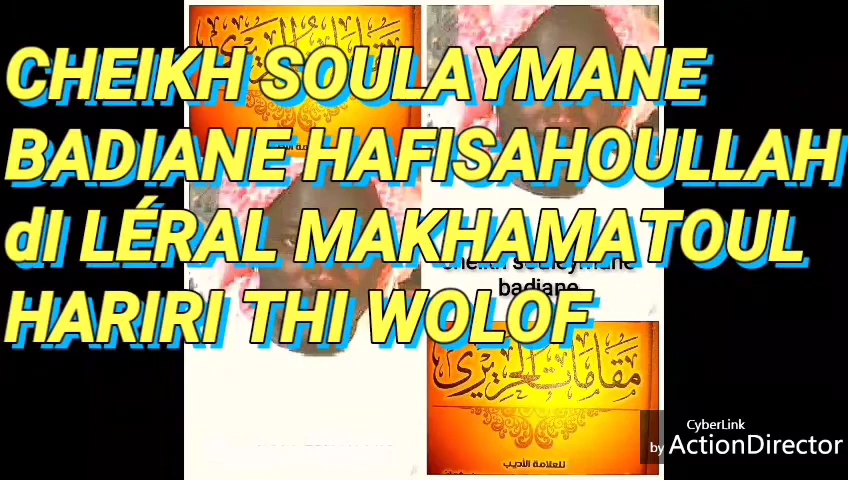 CHEIKH SOULAYMANE
BADIANE HAFISAHOULLAH
dI LÉRAL MAKHAMATOUL
HARIRI THI WOLOF
cheikh souleymane
badiane
مقامات الحريري
للعلامة الأديب
CyberLink
by ActionDirector